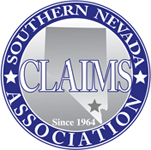 SOUTHERN NEVADA
CLAIMS
Since 1964
ASSOCIATION